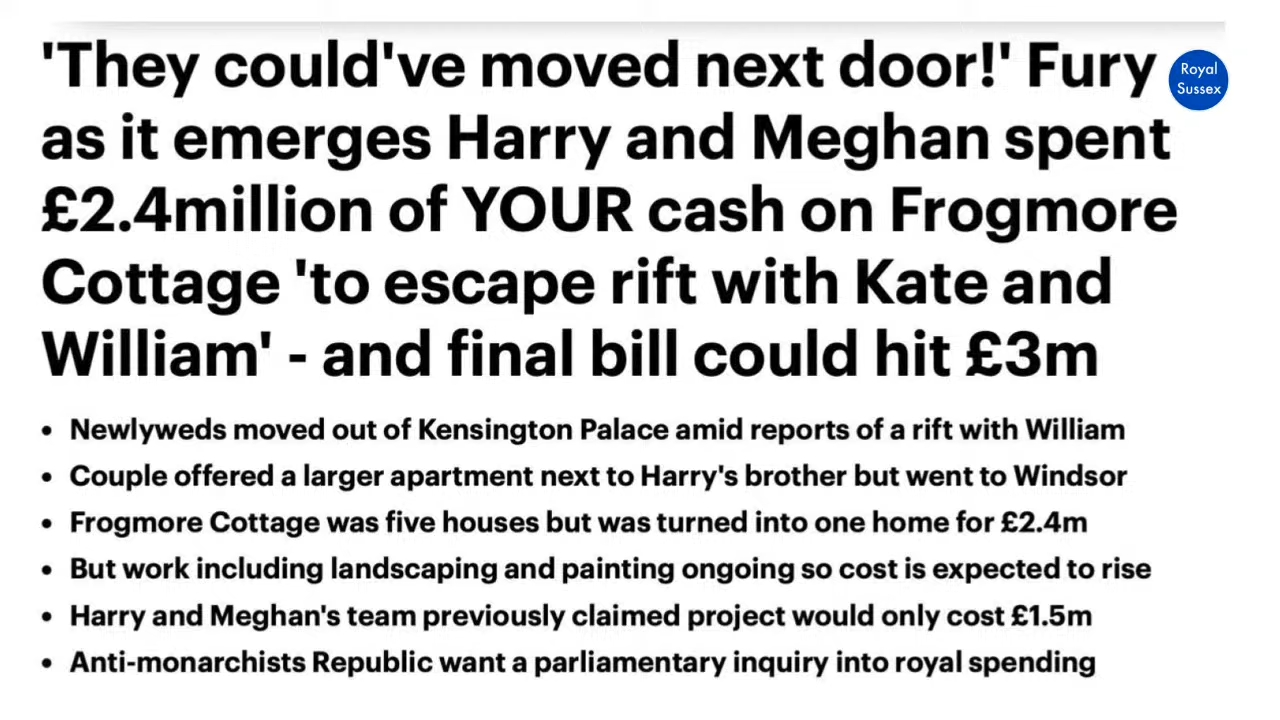 'They could've moved next door!' Fury
as it emerges Harry and Meghan spent
£2.4million of YOUR cash on Frogmore
Cottage 'to escape rift with Kate and
William' - and final bill could hit £3m
Royal
Sussex
• Newlyweds moved out of Kensington Palace amid reports of a rift with William
• Couple offered a larger apartment next to Harry's brother but went to Windsor
• Frogmore Cottage was five houses but was turned into one home for £2.4m
• But work including landscaping and painting ongoing so cost is expected to rise
• Harry and Meghan's team previously claimed project would only cost £1.5m
• Anti-monarchists Republic want a parliamentary inquiry into royal spending